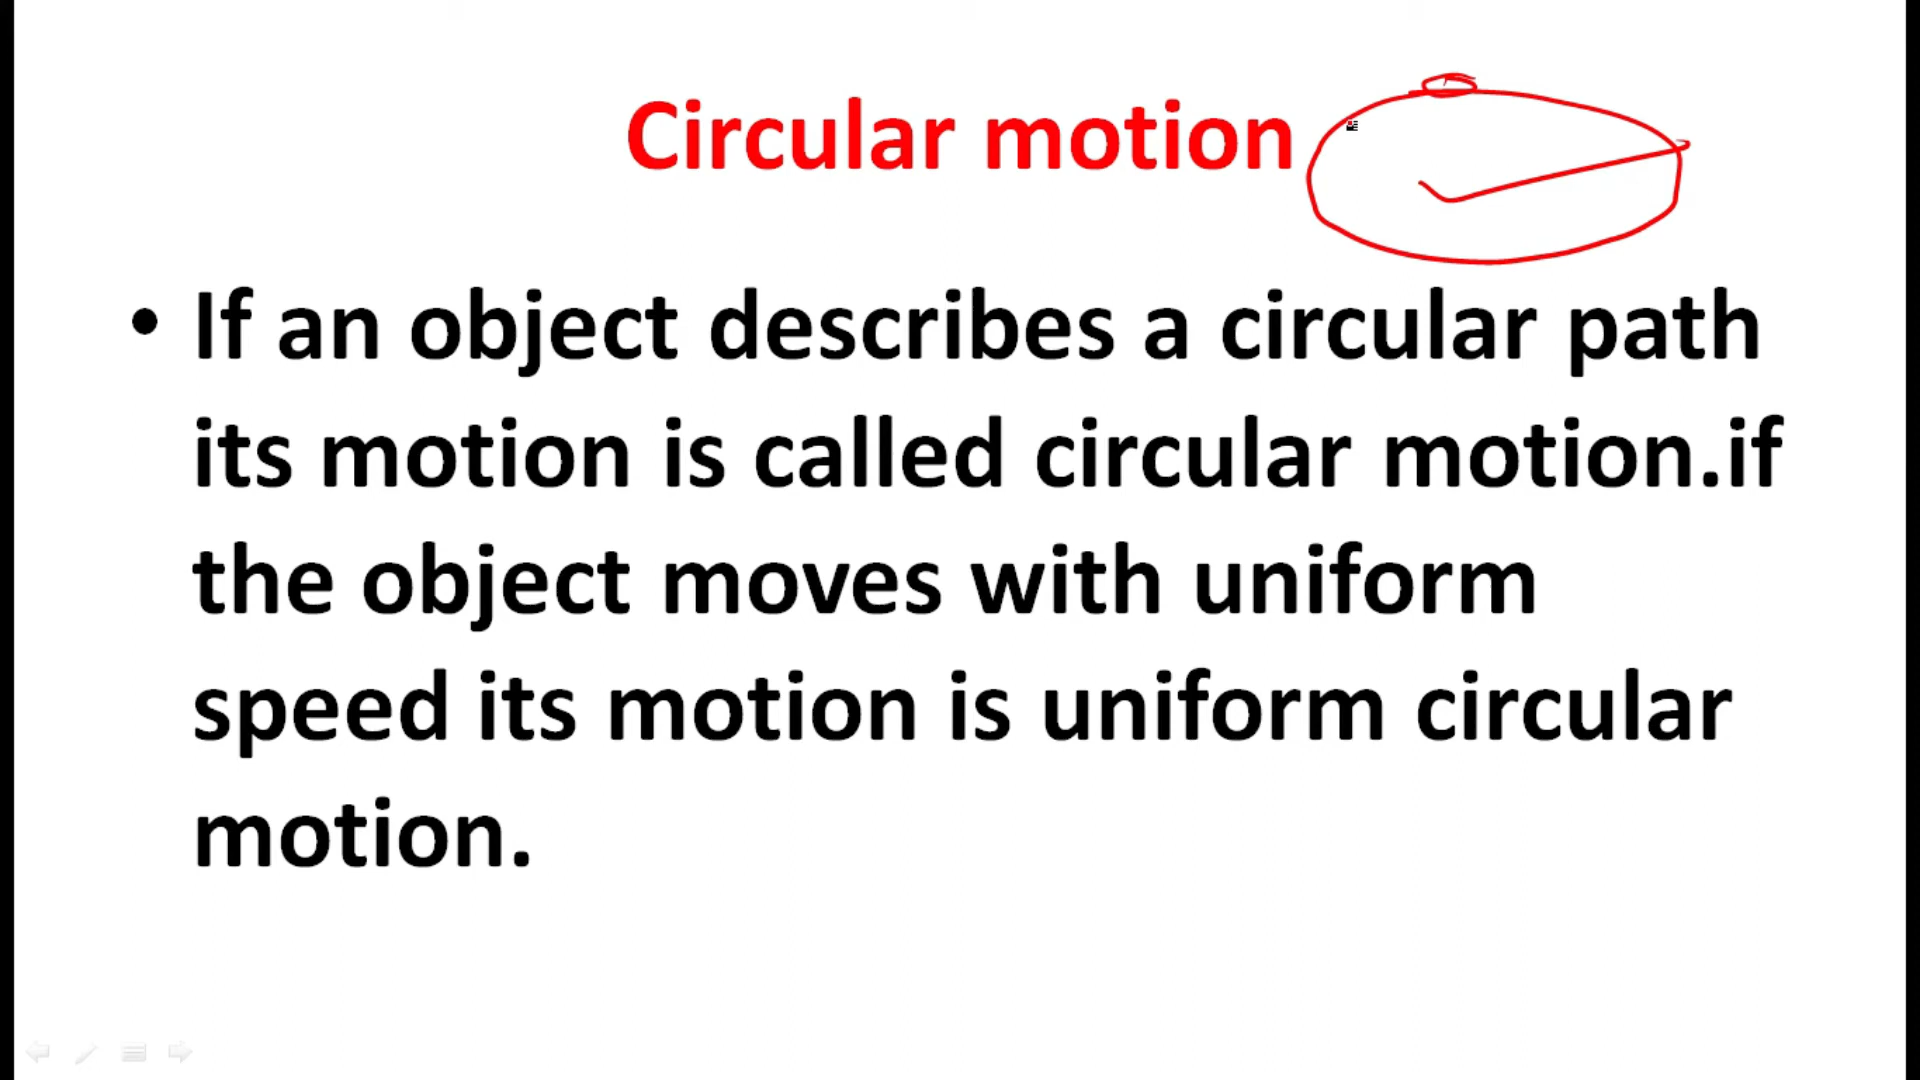 Circular motion
• If an object describes a circular path
its motion is called circular motion.if
the object moves with uniform
speed its motion is uniform circular
motion.